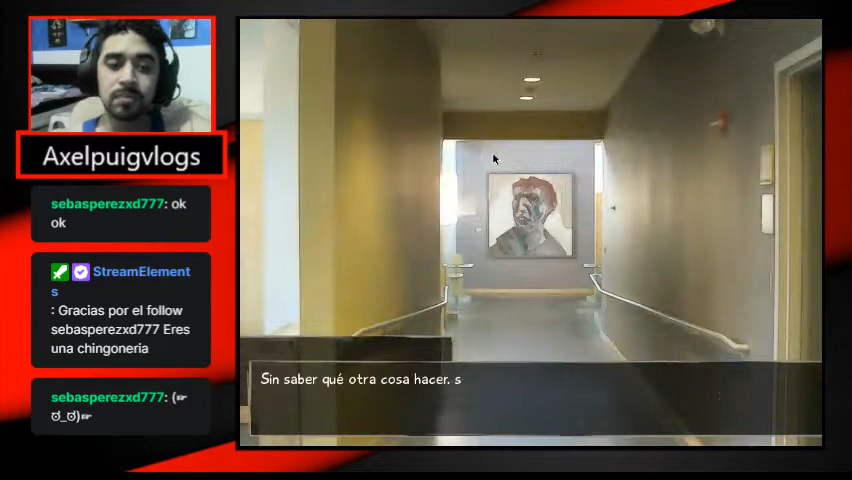 Axelpuigvlogs
sebasperezxd777: ok
ok
StreamElement
s
: Gracias por el follow
sebasperezxd777 Eres
una chingoneria
sebasperezxd777: (☞
ಠ_ಠ)☞
Sin saber qué otra cosa hacer. s